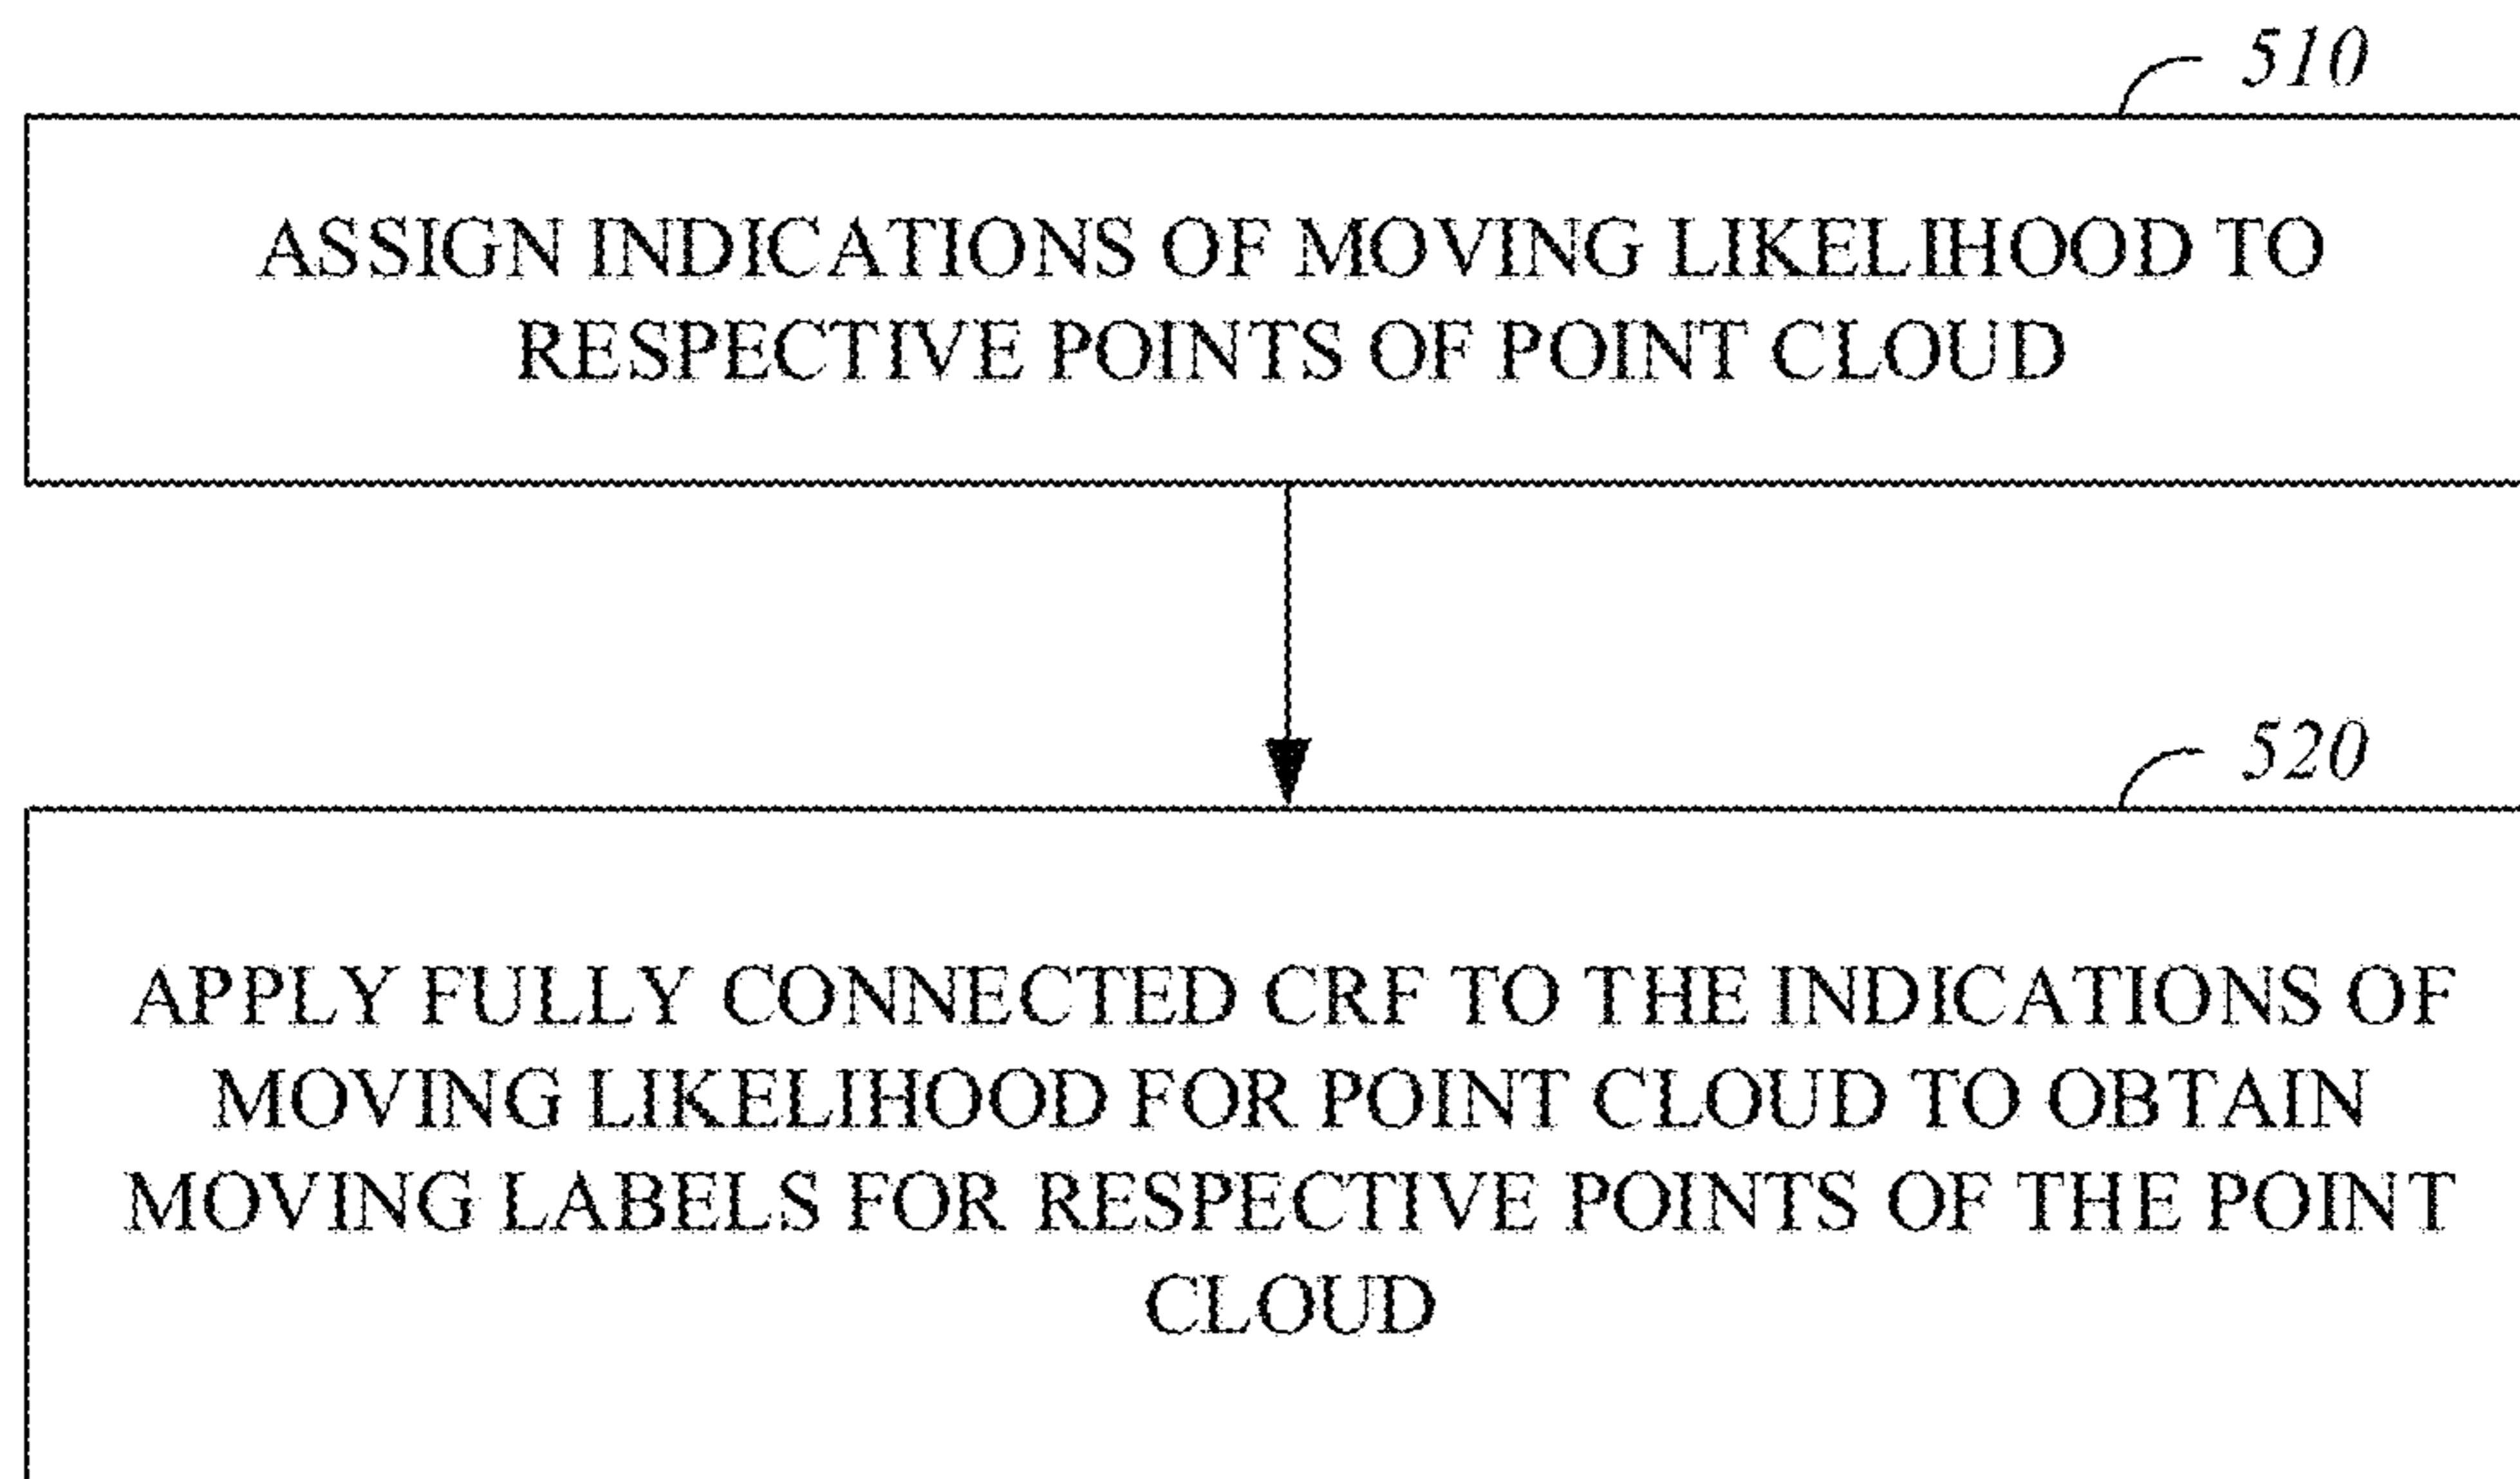 510
ASSIGN INDICATIONS OF MOVING LIKELIHOOD TO
RESPECTIVE POINTS OF POINT CLOUD
520
APPLY FULLY CONNECTED CRF TO THE INDICATIONS OF
MOVING LIKELIHOOD FOR POINT CLOUD TO OBTAIN
MOVING LABELS FOR RESPECTIVE POINTS OF THE POINT
CLOUD